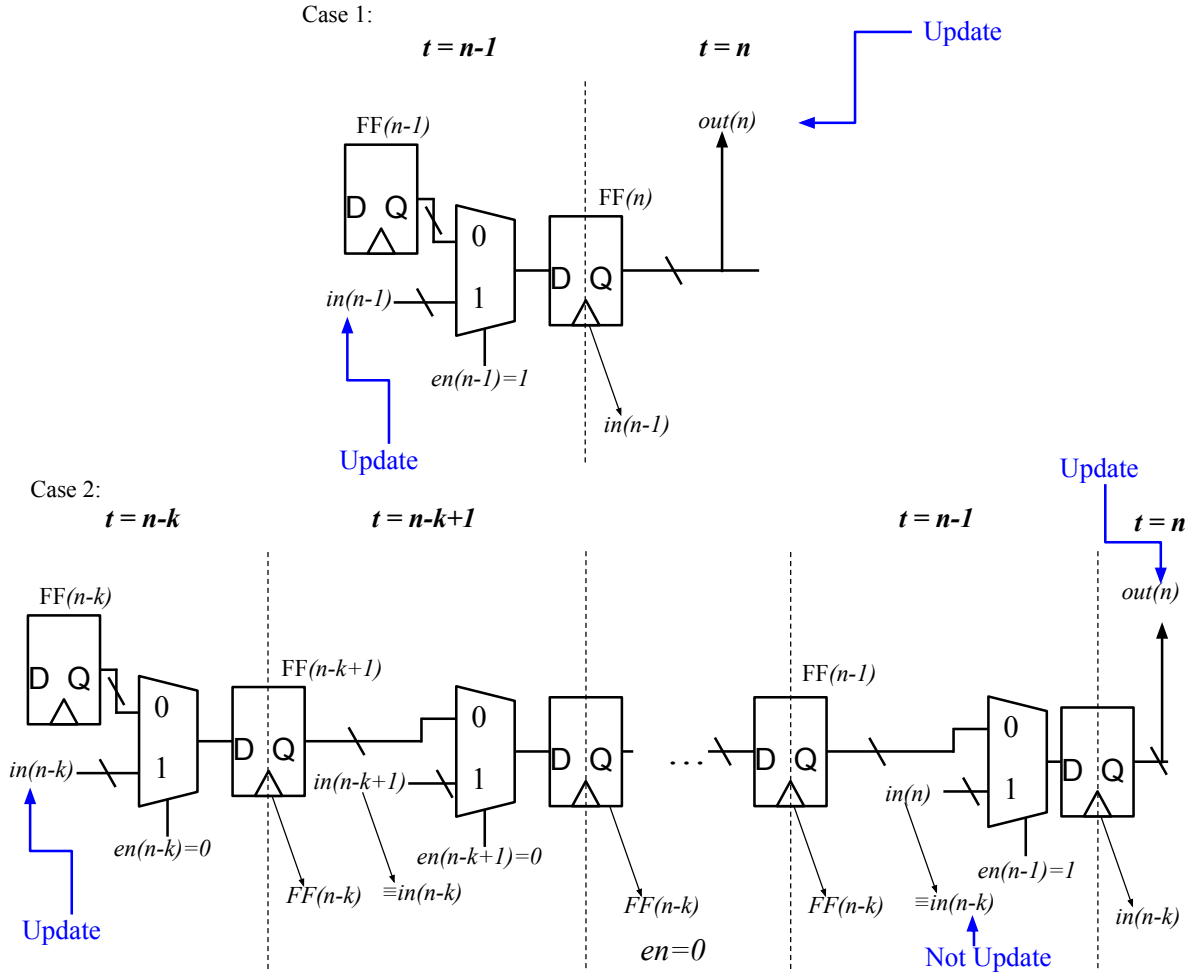 Case 1:
t = n-1
t = n
Update
out(n)
FF(n-1)
FF(n)
D Q
0
D Q
in(n-1)
1
en(n-1)=1
in(n-1)
Update
Update
Case 2:
t = n-k
t = n-k+1
t = n-1
t = n
FF(n-k)
out(n)
FF(n-k+1)
FF(n-1)
D Q
0
0
0
D Q
D Q
... D Q
D Q
in(n-k)
1
in(n-k+1)
1
in(n)
1
en(n-k)=0
en(n-k+1)=0
en(n-1)=1
FF(n-k)
≡in(n-k)
FF(n-k)
FF(n-k)
≡in(n-k)
in(n-k)
Update
en=0
Not Update